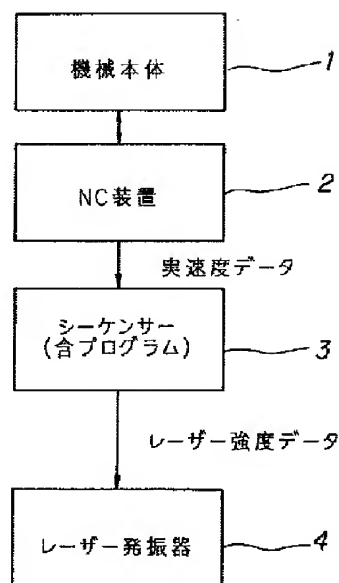 機械本体
1
NC装置
2
実速度データ
シーケンサー
(含プログラム)
3
レーザー強度データ
レーザー発振器
4